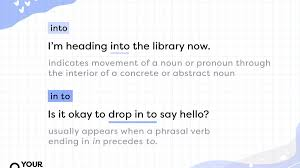 into
I'm heading into the library now.
indicates movement of a noun or pronoun through
the interior of a concrete or abstract noun
in to
Is it okay to drop in to say hello?
usually appears when a phrasal verb
ending in in precedes to.
YOUR